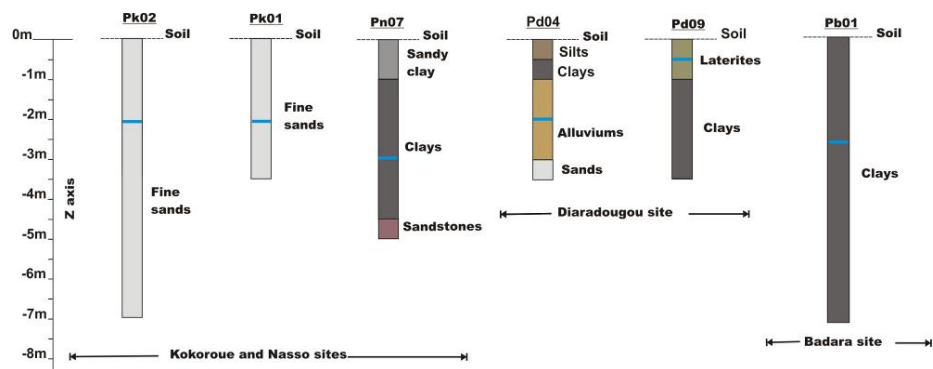 Pk02 Pk01 Pn07 Pd04 Pd09 Pb01
0m Soil Soil Soil Soil Soil Soil
Sandy
clay
Silts
Laterites
-1m
Clays
-2m
Fine
sands
Alluviums
Clays
Clays
-3m
Clays
Sands
-4m
Fine
sands
Z axis
Diaradougou site
Sandstones
-5m
-6m
-7m
Badara site
Kokoroue and Nasso sites
-8m